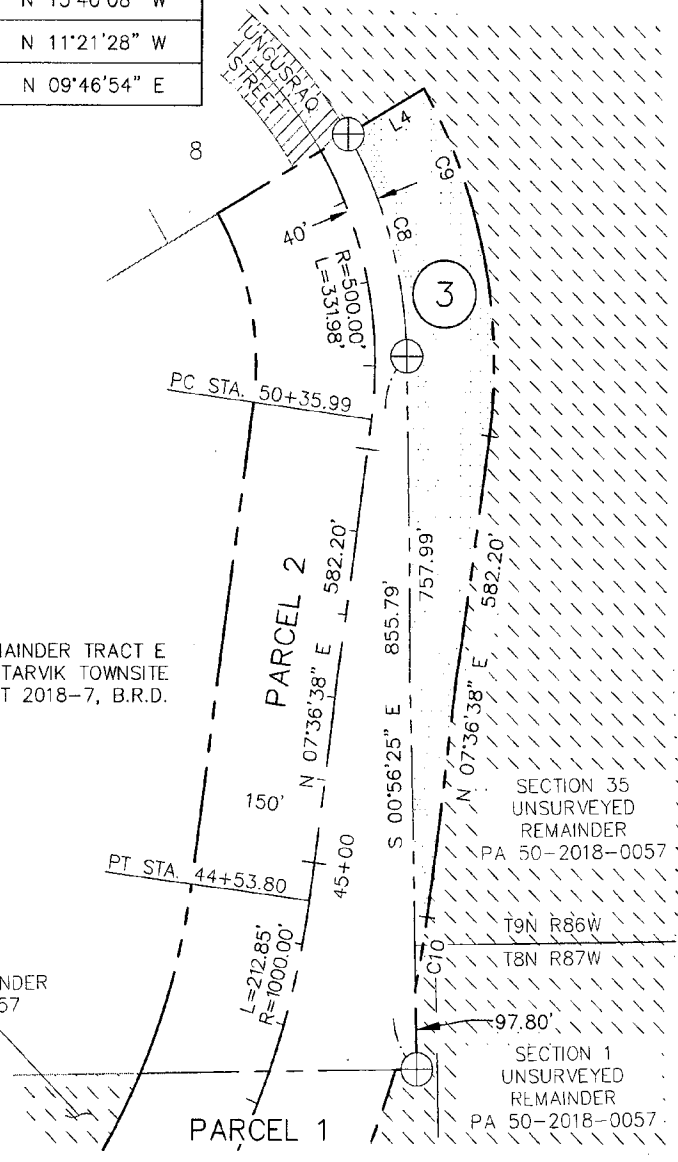 N 11°21'28" W
N 09°46'54" E
TUNGUSRAQ
STREET
8
L4
C9
C8
40'
3
R=500.00'
L=331.98'
PC STA. 50+35.99
582.20'
PARCEL 2
N 07°36'38" E
855.79'
757.99'
S 00°56'25" E
582.20'
N 07°36'38" E
AINDER TRACT E
TARVIK TOWNSITE
T 2018-7, B.R.D.
150'
SECTION 35
UNSURVEYED
REMAINDER
PA 50-2018-0057
PT STA. 44+53.80
45+00
T9N R86W
T8N R87W
C10
L=212.85'
R=1000.00'
NDER
57
97.80'
SECTION 1
UNSURVEYED
REMAINDER
PA 50-2018-0057
PARCEL 1